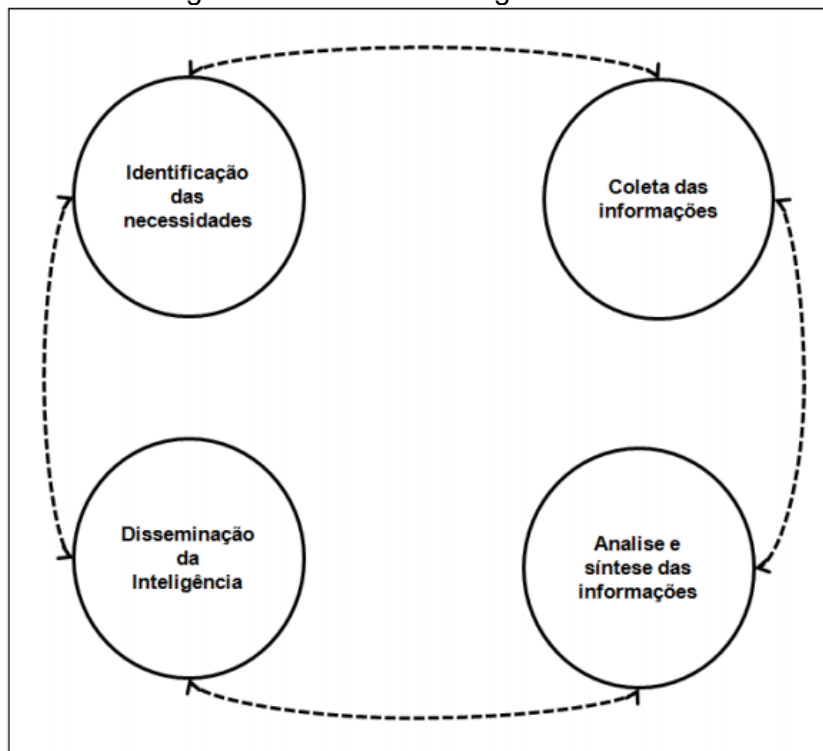 Identificação
das
necessidades
Coleta das
informações
Disseminação
da
Inteligência
Analise e
síntese das
informações